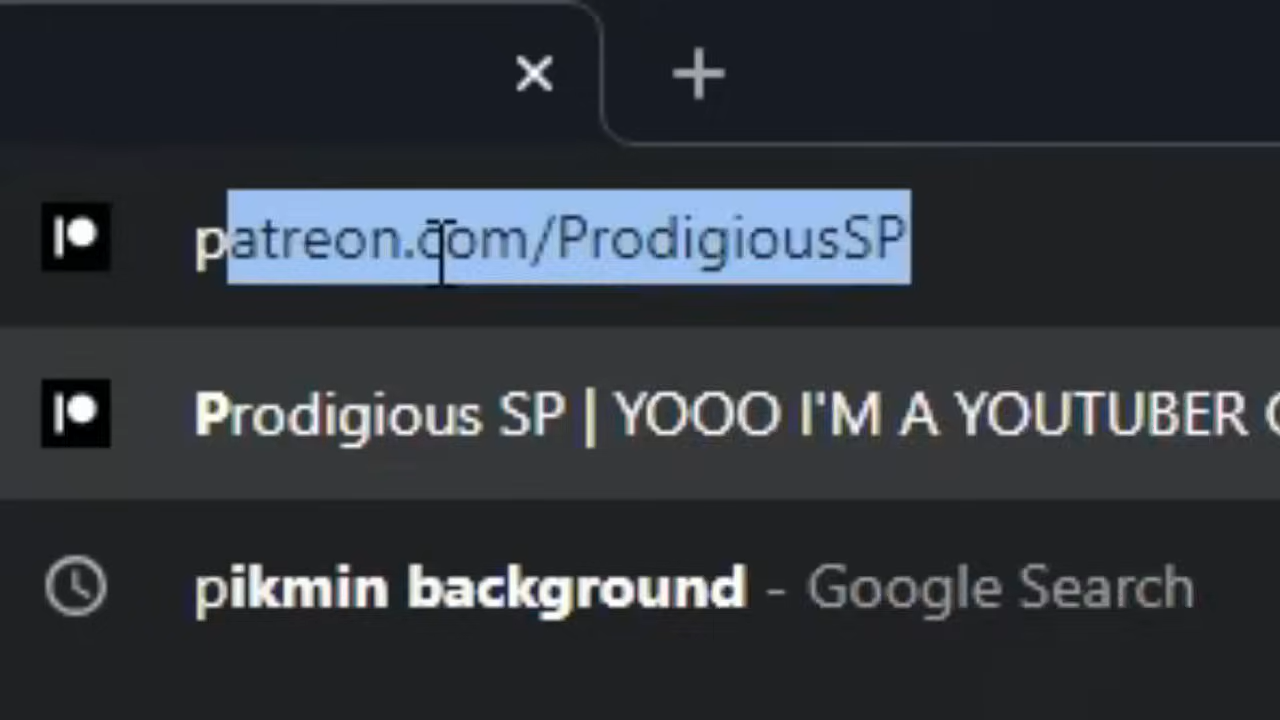 patreon.com/ProdigiousSP
Prodigious SP | YOOO I'M A YOUTUBER
pikmin background - Google Search